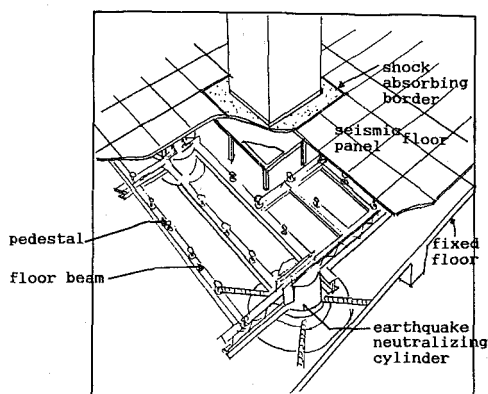 shock
absorbing
border
seismic floor
panel
pedestal
fixed
floor
floor beam
earthquake
neutralizing
cylinder